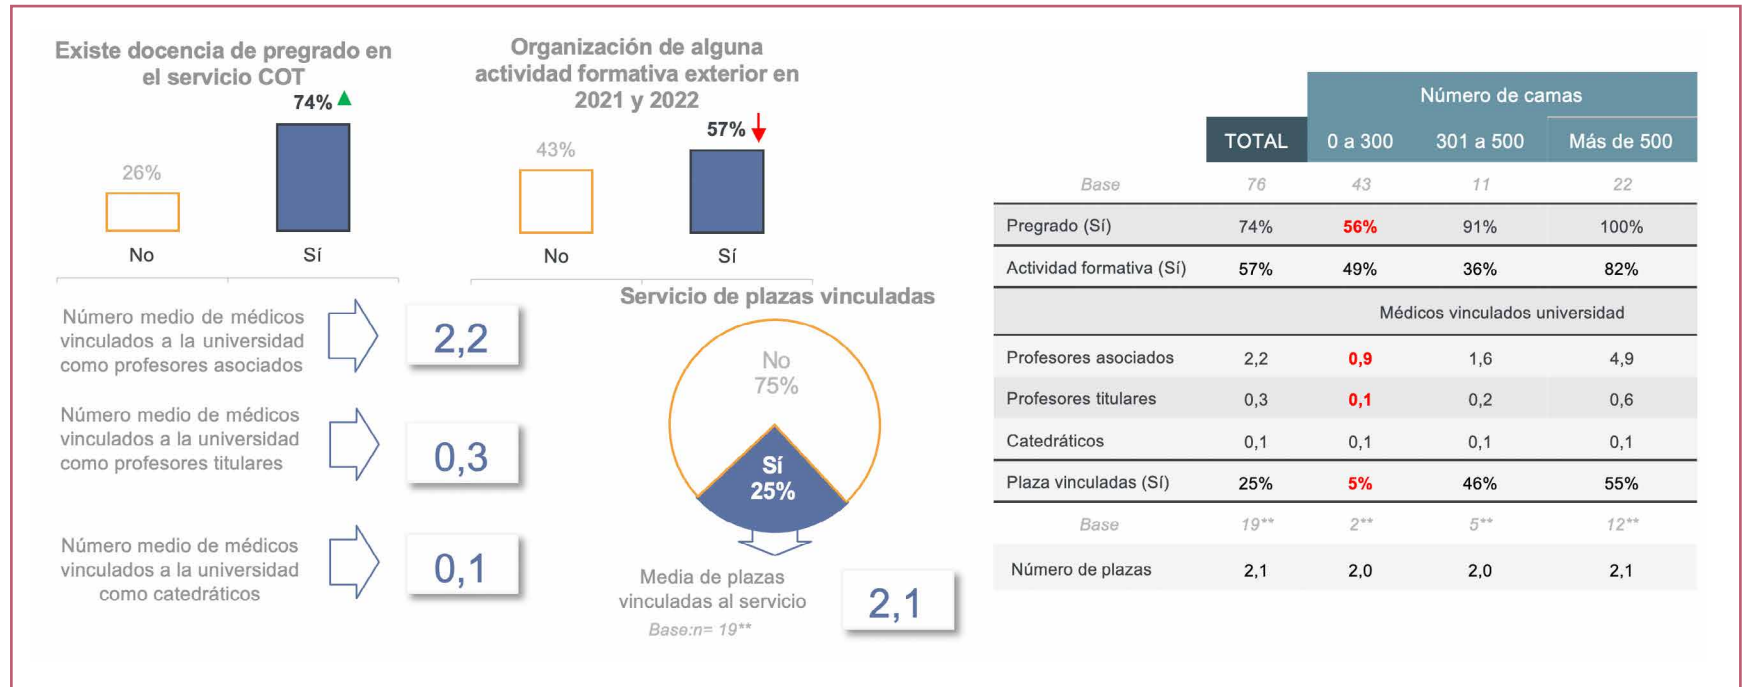 Existe docencia de pregrado en
el servicio COT
74%
26%
No
Sí
Organización de alguna
actividad formativa exterior en
2021 y 2022
57%
43%
No
Sí
Número medio de médicos
vinculados a la universidad
como profesores asociados
2,2
Número medio de médicos
vinculados a la universidad
como profesores titulares
0,3
Número medio de médicos
vinculados a la universidad
como catedráticos
0,1
Servicio de plazas vinculadas
No
75%
Sí
25%
Media de plazas
vinculadas al servicio
Base:n= 19**
2,1
Número de camas
TOTAL 0 a 300 301 a 500 Más de 500
Base 76 43 11 22
Pregrado (Sí) 74% 56% 91% 100%
Actividad formativa (Sí) 57% 49% 36% 82%
Médicos vinculados universidad
Profesores asociados 2,2 0,9 1,6 4,9
Profesores titulares 0,3 0,1 0,2 0,6
Catedráticos 0,1 0,1 0,1 0,1
Plaza vinculadas (Sí) 25% 5% 46% 55%
Base 19** 2** 5** 12**
Número de plazas 2,1 2,0 2,0 2,1